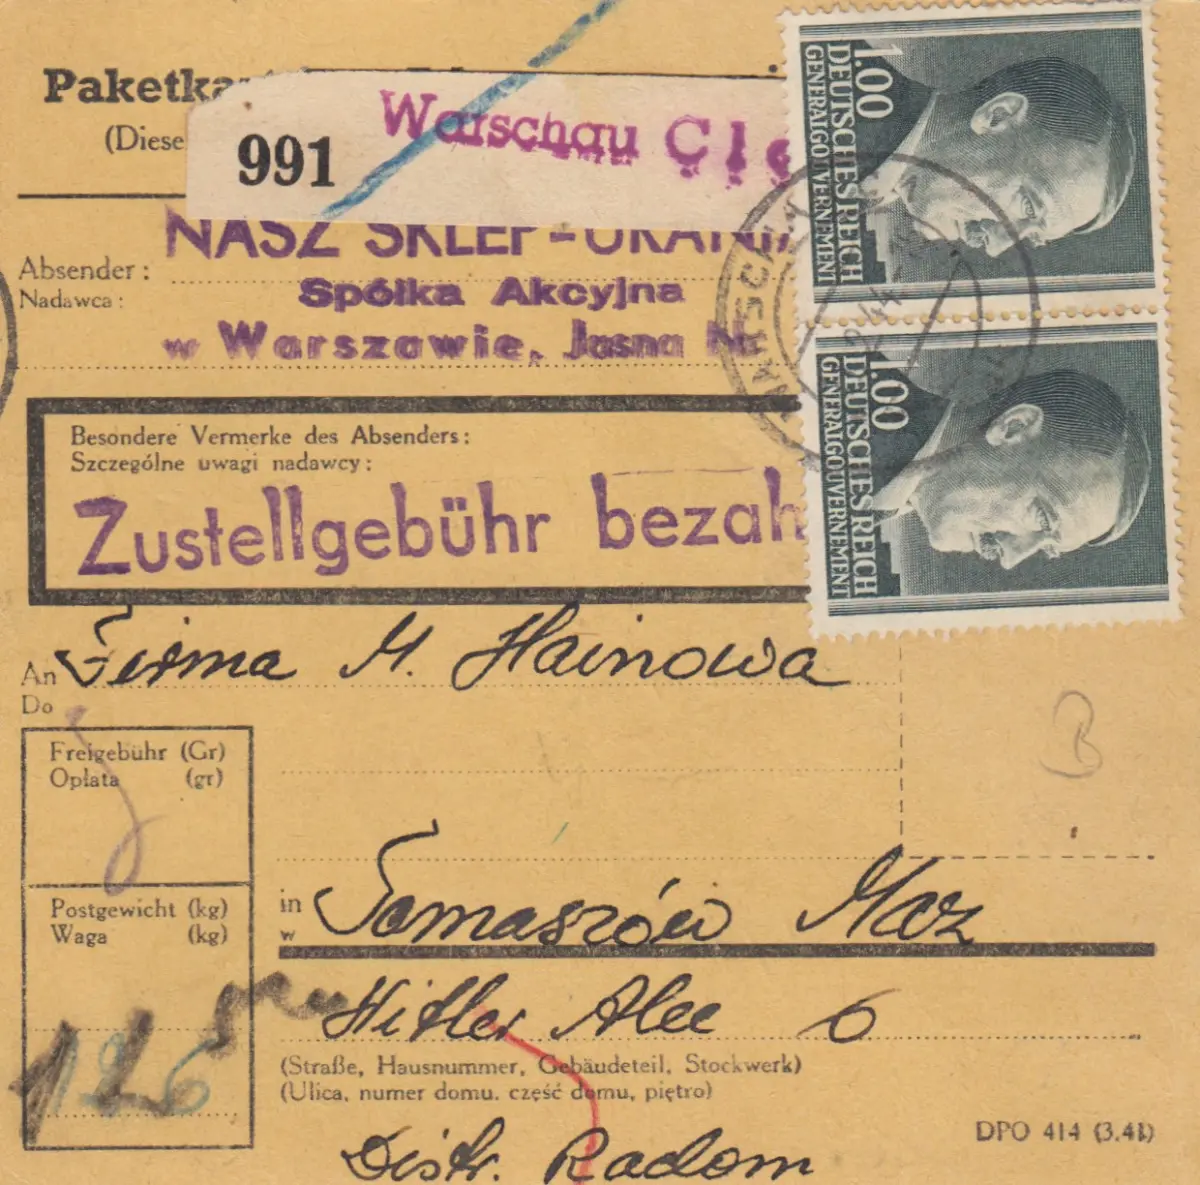 Paketka
(Diese
991
Warschau C1
NASZ SKLEP-URANIA
Absender:
Nadawca:
Spółka Akcyjna
w Warszawie, Jasna N
Besondere Vermerke des Absenders:
Szczególne uwagi nadawcy:
Zustellgebühr bezah
1.00
DEUTSCHES REICH
GENERALGOUVERNEMENT
1.00
DEUTSCHES REICH
GENERALGOUVERNEMENT
An Firma M. Hainowa
Do
B
Freigebühr (Gr)
Opłata (gr)
Postgewicht (kg)
Waga (kg)
in Tomaszów Maz
w
Hitler Alee 6
(Straße, Hausnummer, Gebäudeteil, Stockwerk)
(Ulica, numer domu, część domu, piętro)
DPO 414 (3.41)
Distr. Radom